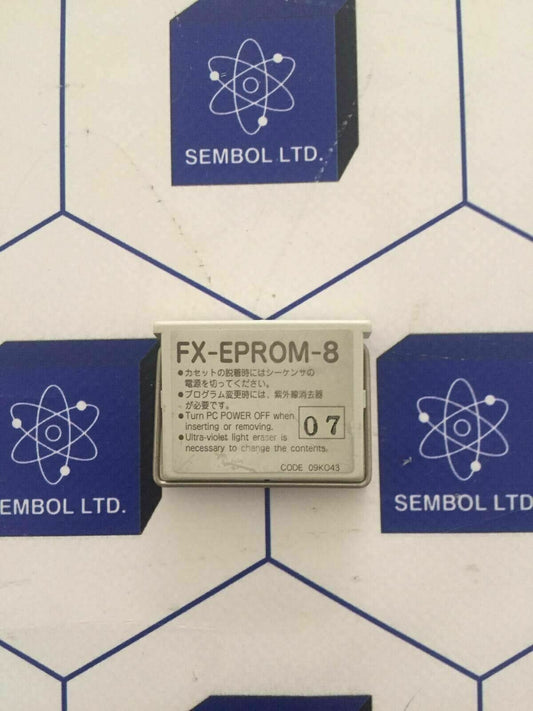 SEMBOL LTD.
FX-EPROM-8
●カセットの脱着時にはシーケンサの
電源を切ってください。
●プログラム変更時には、紫外線消去器
が必要です。
●Turn PC POWER OFF when
inserting or removing.
●Ultra-violet light eraser is
necessary to change the contents.
07
CODE 09K043
EMBOL LTD.
SEMBOL LTD.